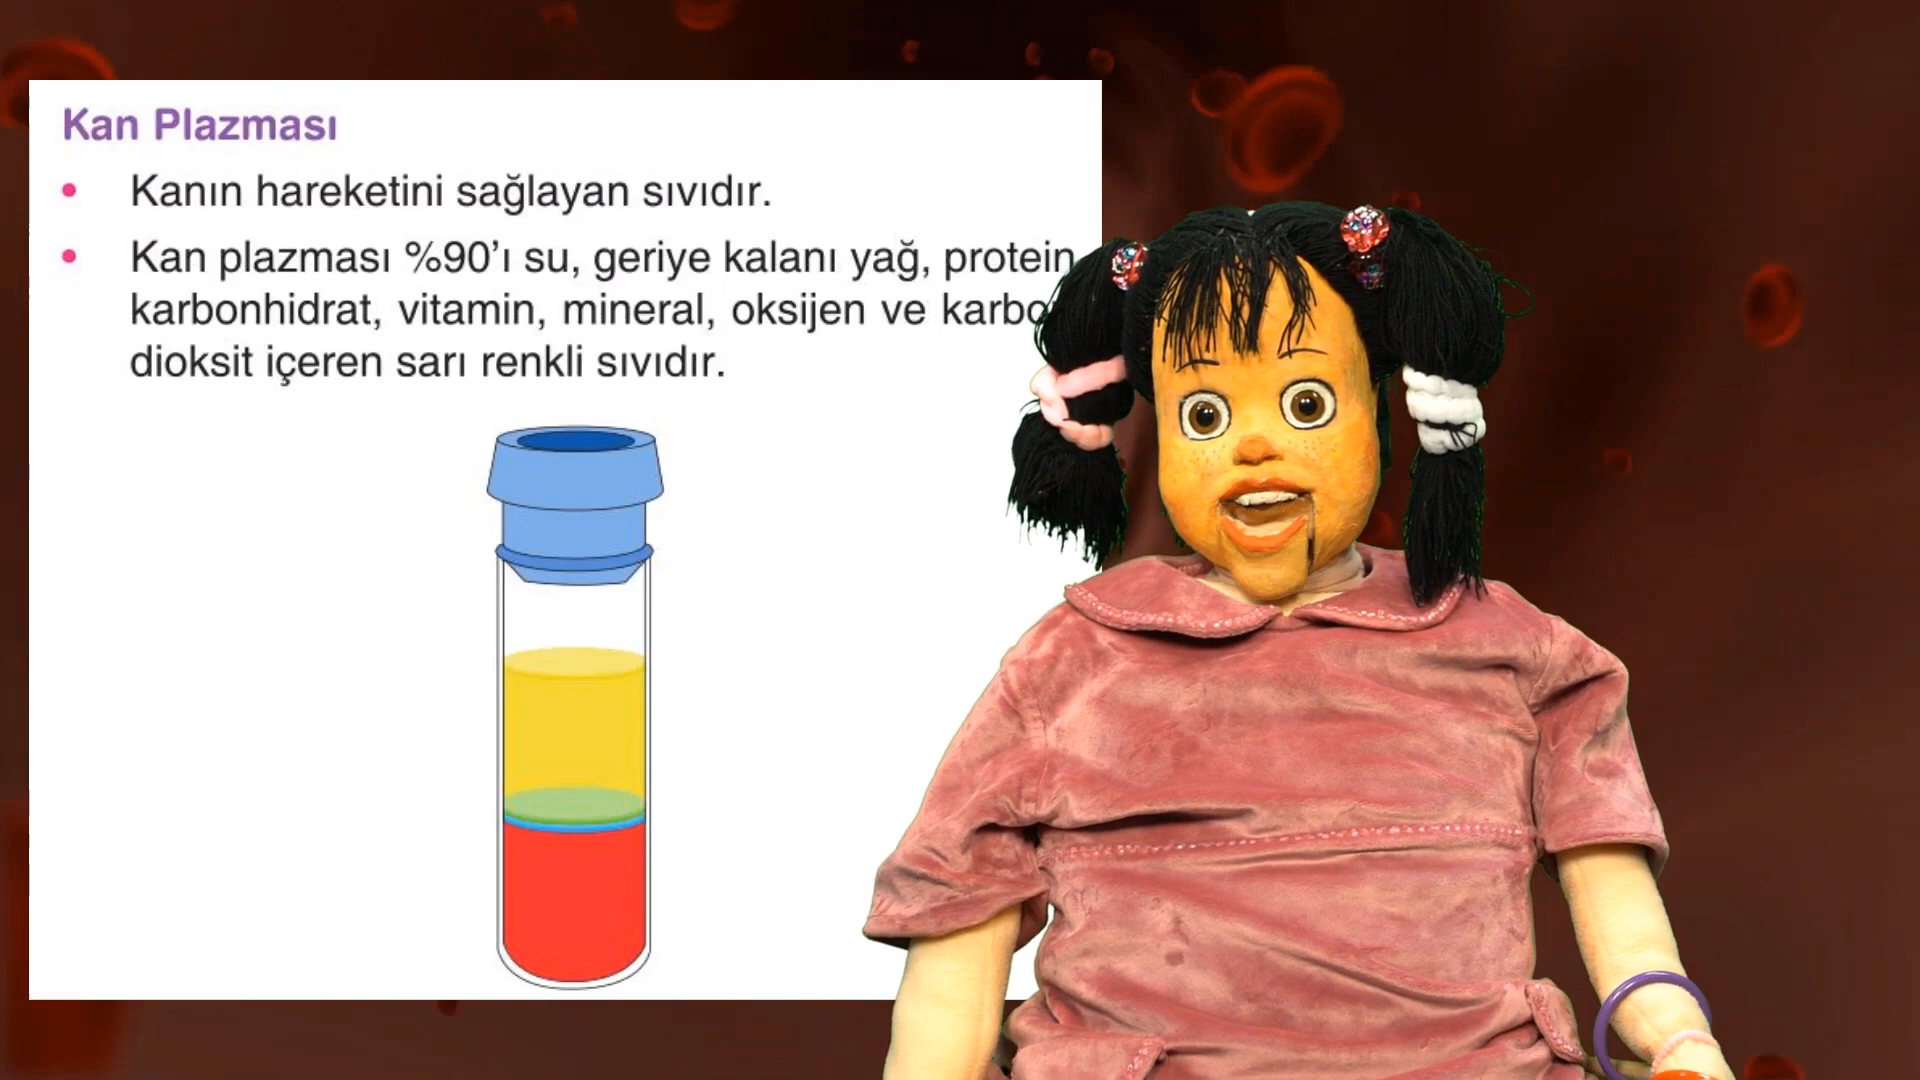 Kan Plazması
• Kanın hareketini sağlayan sıvıdır.
• Kan plazması %90’ı su, geriye kalanı yağ, protein
karbonhidrat, vitamin, mineral, oksijen ve
dioksit içeren sarı renkli sıvıdır.